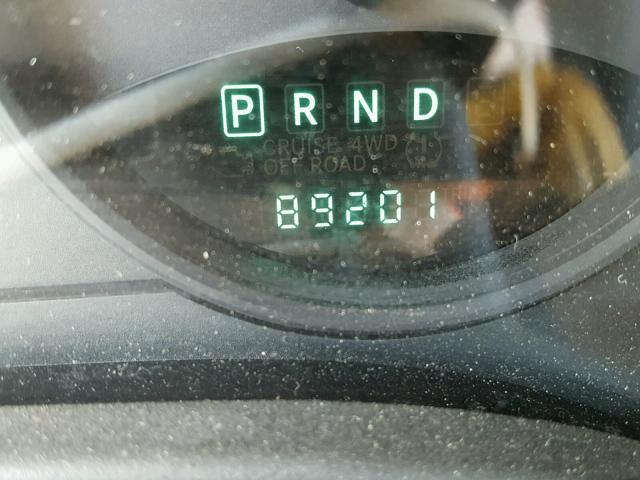 P R N D
CRUISE 4WD
OFF ROAD
89201